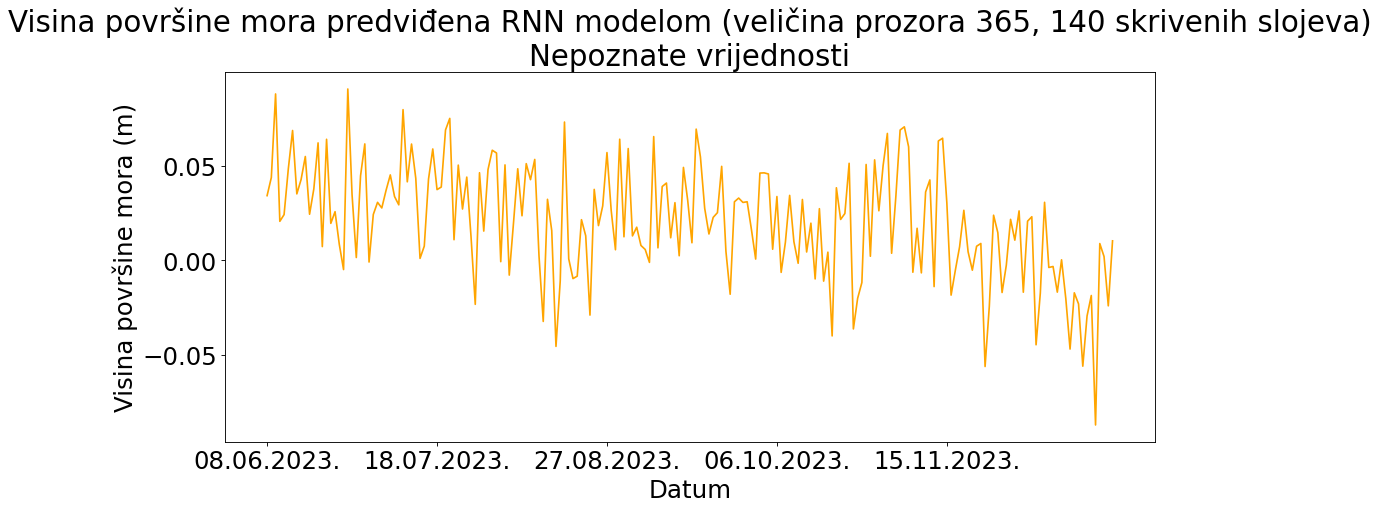 Visina površine mora predviđena RNN modelom (veličina prozora 365, 140 skrivenih slojeva)
Nepoznate vrijednosti
Visina površine mora (m)
0.05
0.00
−0.05
08.06.2023. 18.07.2023. 27.08.2023. 06.10.2023. 15.11.2023.
Datum